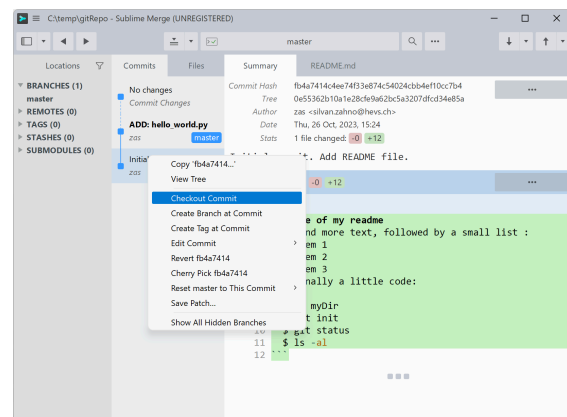 C:\temp\gitRepo - Sublime Merge (UNREGISTERED)
master
Locations
Commits
Files
Summary
README.md
BRANCHES (1)
master
REMOTES (0)
TAGS (0)
STASHES (0)
SUBMODULES (0)
No changes
Commit Changes
ADD: hello_world.py
zas master
Initial
zas
Commit Hash fb4a7414c4ee74f33e874c54024cbb4ef10cc7b4
Tree 0e55362b10a1e28cfe9a62bc5a3207dfcd34e85a
Author zas <silvan.zahno@hevs.ch>
Date Thu, 26 Oct, 2023, 15:24
Stats 1 file changed: -0 +12
it. Add README file.
-0 +12
Copy 'fb4a7414...'
View Tree
Checkout Commit
Create Branch at Commit
Create Tag at Commit
Edit Commit
Revert fb4a7414
Cherry Pick fb4a7414
Reset master to This Commit
Save Patch...
Show All Hidden Branches
e of my readme
nd more text, followed by a small list :
em 1
em 2
em 3
nally a little code:
myDir
t init
10 $ git status
11 $ ls -al
12 ```